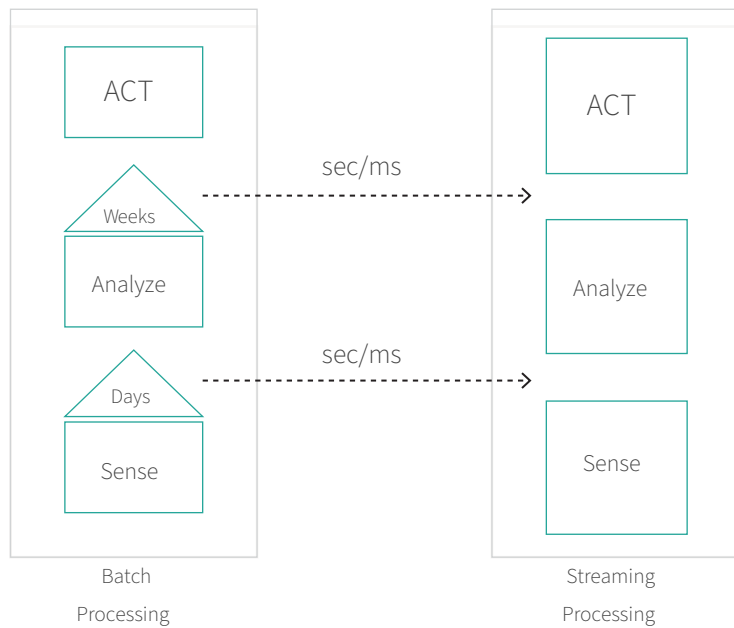 ACT
Weeks
Analyze
Days
Sense
Batch
Processing
sec/ms
sec/ms
ACT
Analyze
Sense
Streaming
Processing